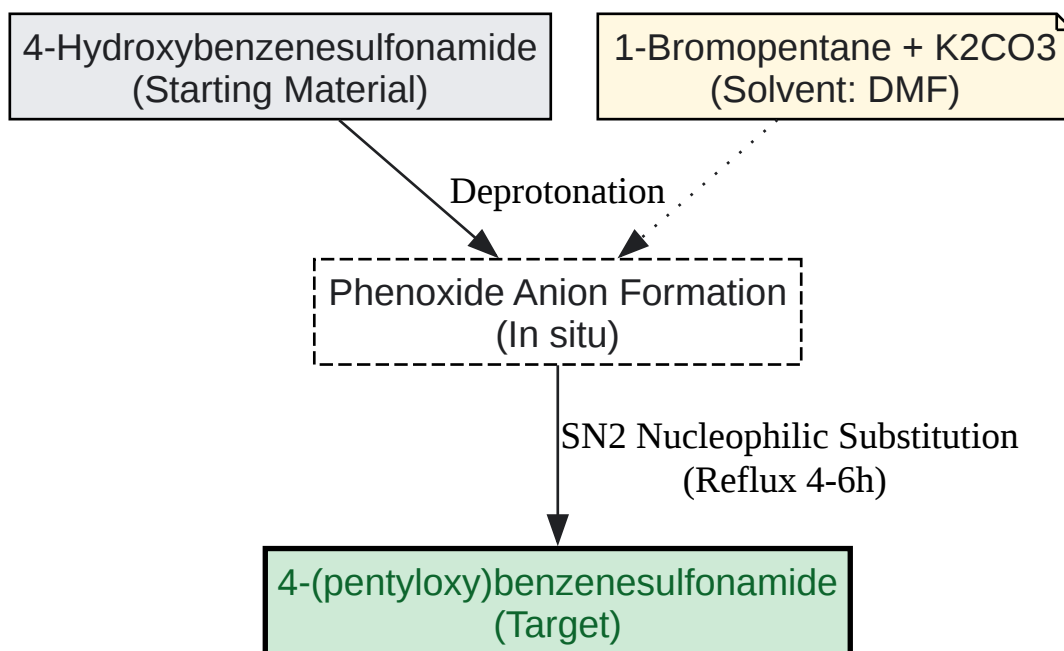 4-Hydroxybenzenesulfonamide
(Starting Material)
1-Bromopentane + K2CO3
(Solvent: DMF)
Deprotonation
Phenoxide Anion Formation
(In situ)
SN2 Nucleophilic Substitution
(Reflux 4-6h)
4-(pentyloxy)benzenesulfonamide
(Target)